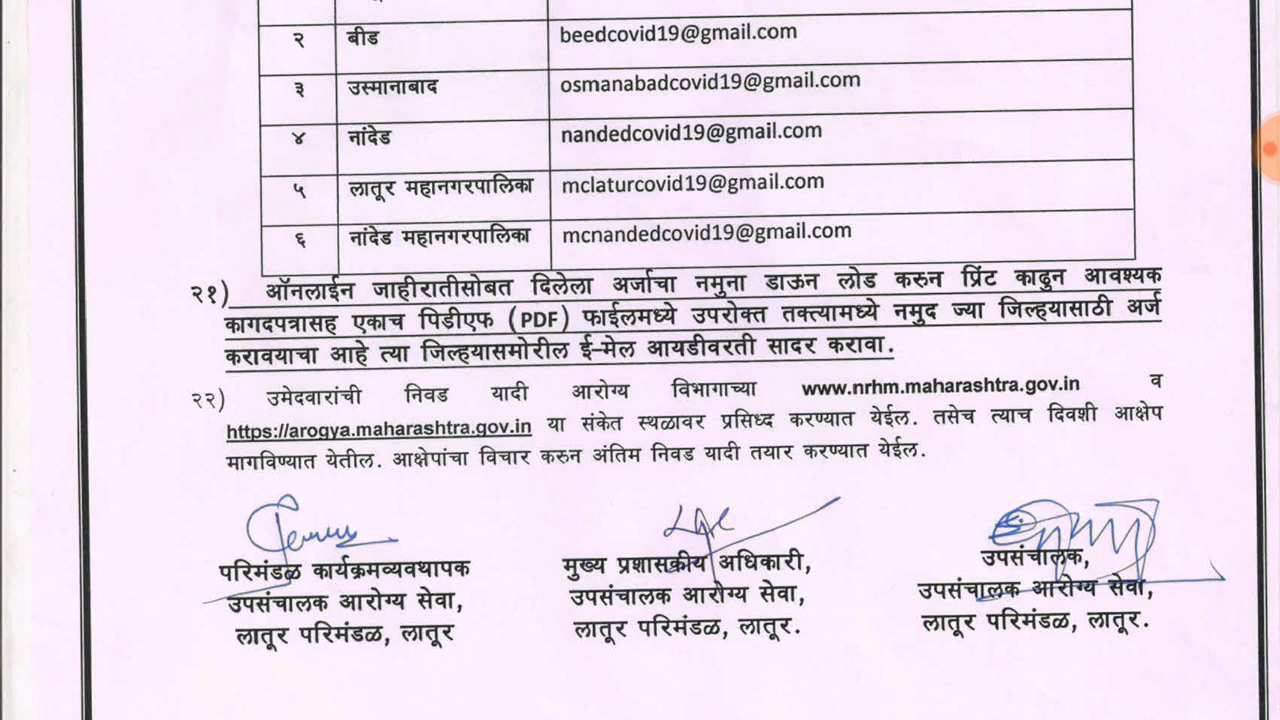 २ बीड beedcovid19@gmail.com
३ उस्मानाबाद osmanabadcovid19@gmail.com
४ नांदेड nandedcovid19@gmail.com
५ लातूर महानगरपालिका mclaturcovid19@gmail.com
६ नांदेड महानगरपालिका mcnandedcovid19@gmail.com
२१) ऑनलाईन जाहीरातीसोबत दिलेला अर्जाचा नमुना डाऊन लोड करुन प्रिंट काढुन आवश्यक
कागदपत्रासह एकाच पिडीएफ (PDF) फाईलमध्ये उपरोक्त तक्त्यामध्ये नमुद ज्या जिल्हयासाठी अर्ज
करावयाचा आहे त्या जिल्हयासमोरील ई-मेल आयडीवरती सादर करावा.
२२) उमेदवारांची निवड यादी आरोग्य विभागाच्या www.nrhm.maharashtra.gov.in व
https://arogya.maharashtra.gov.in या संकेत स्थळावर प्रसिध्द करण्यात येईल. तसेच त्याच दिवशी आक्षेप
मागविण्यात येतील. आक्षेपांचा विचार करुन अंतिम निवड यादी तयार करण्यात येईल.
परिमंडळ कार्यक्रमव्यवथापक मुख्य प्रशासकीय अधिकारी, उपसंचालक,
उपसंचालक आरोग्य सेवा, उपसंचालक आरोग्य सेवा, उपसंचालक आरोग्य सेवा,
लातूर परिमंडळ, लातूर लातूर परिमंडळ, लातूर. लातूर परिमंडळ, लातूर.